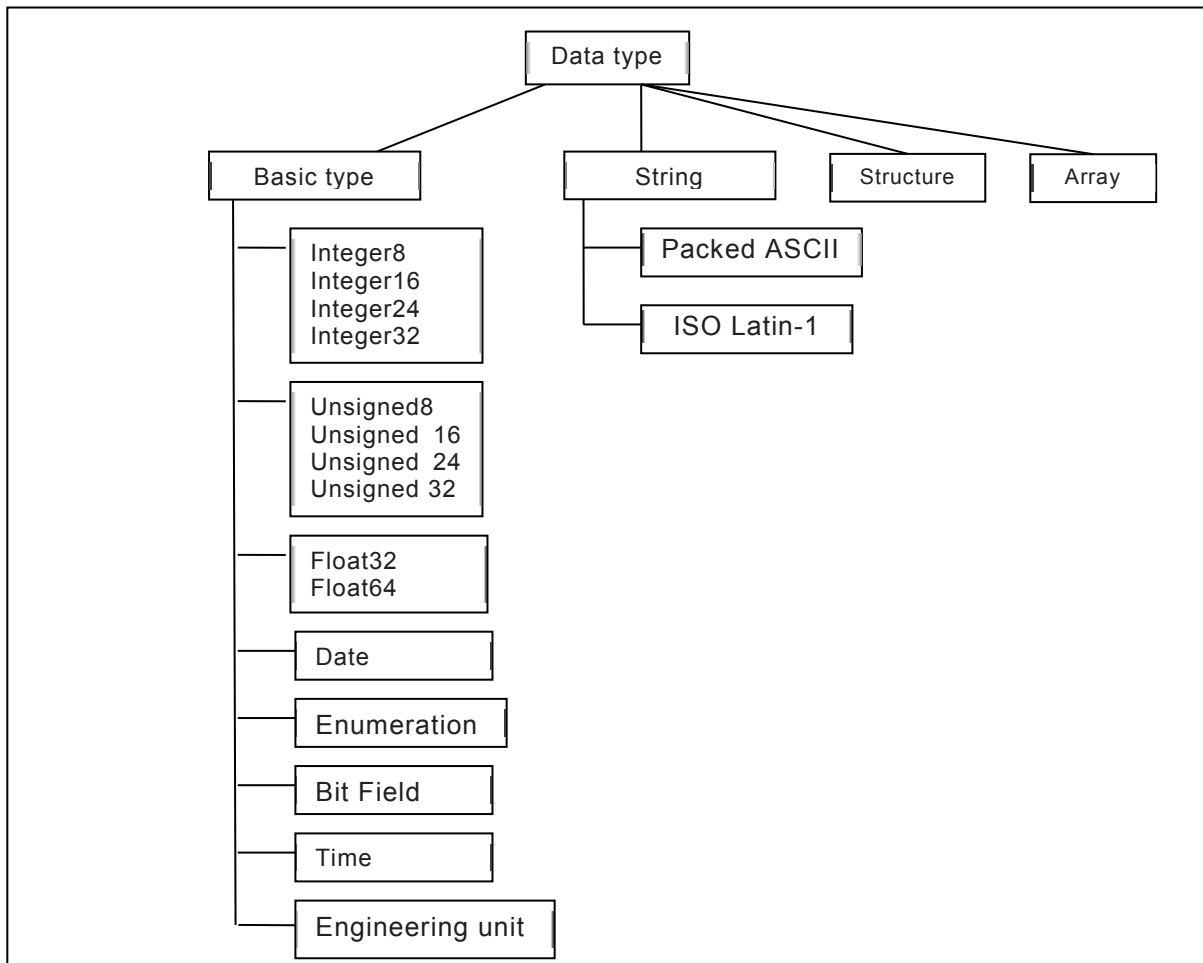 Data type
Basic type
String
Structure
Array
Integer8
Integer16
Integer24
Integer32
Unsigned8
Unsigned 16
Unsigned 24
Unsigned 32
Float32
Float64
Date
Enumeration
Bit Field
Time
Engineering unit
Packed ASCII
ISO Latin-1